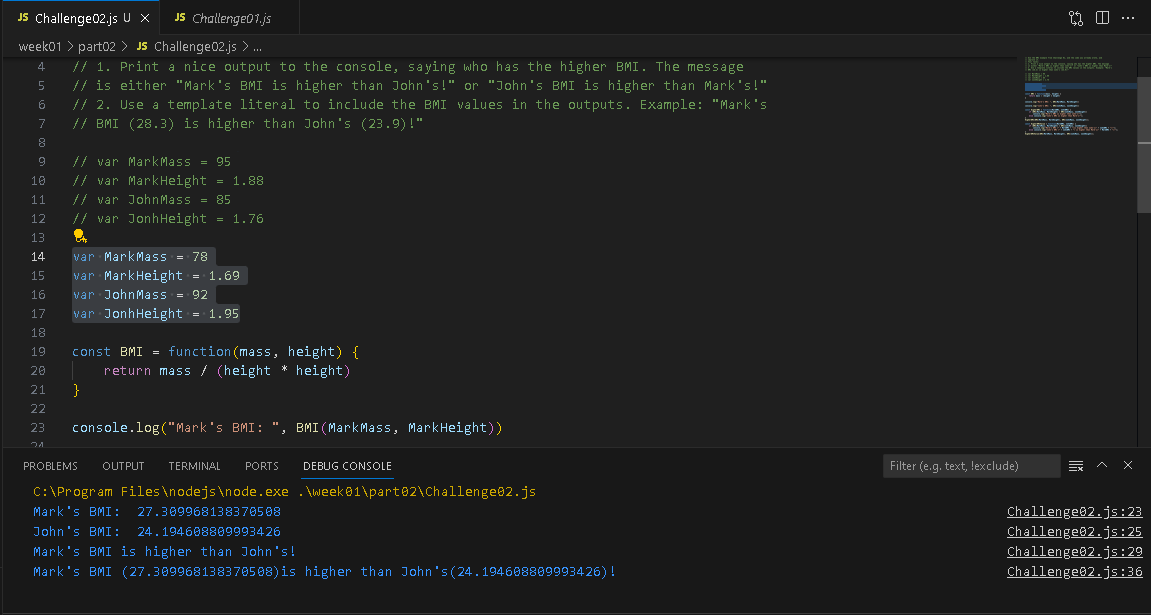 JS Challenge02.js U
JS Challenge01.js
week01 > part02 > JS Challenge02.js > ...
4 // 1. Print a nice output to the console, saying who has the higher BMI. The message
5 // is either "Mark's BMI is higher than John's!" or "John's BMI is higher than Mark's!"
6 // 2. Use a template literal to include the BMI values in the outputs. Example: "Mark's
7 // BMI (28.3) is higher than John's (23.9)!"
8
9 // var MarkMass = 95
10 // var MarkHeight = 1.88
11 // var JohnMass = 85
12 // var JonhHeight = 1.76
13
14 var MarkMass = 78
15 var MarkHeight = 1.69
16 var JohnMass = 92
17 var JonhHeight = 1.95
18
19 const BMI = function(mass, height) {
20 return mass / (height * height)
21 }
22
23 console.log("Mark's BMI: ", BMI(MarkMass, MarkHeight))
24
PROBLEMS OUTPUT TERMINAL PORTS DEBUG CONSOLE Filter (e.g. text, !exclude)
C:\Program Files\nodejs\node.exe .\week01\part02\Challenge02.js
Mark's BMI:  27.309968138370508 Challenge02.js:23
John's BMI:  24.194608809993426 Challenge02.js:25
Mark's BMI is higher than John's! Challenge02.js:29
Mark's BMI (27.309968138370508)is higher than John's(24.194608809993426)! Challenge02.js:36